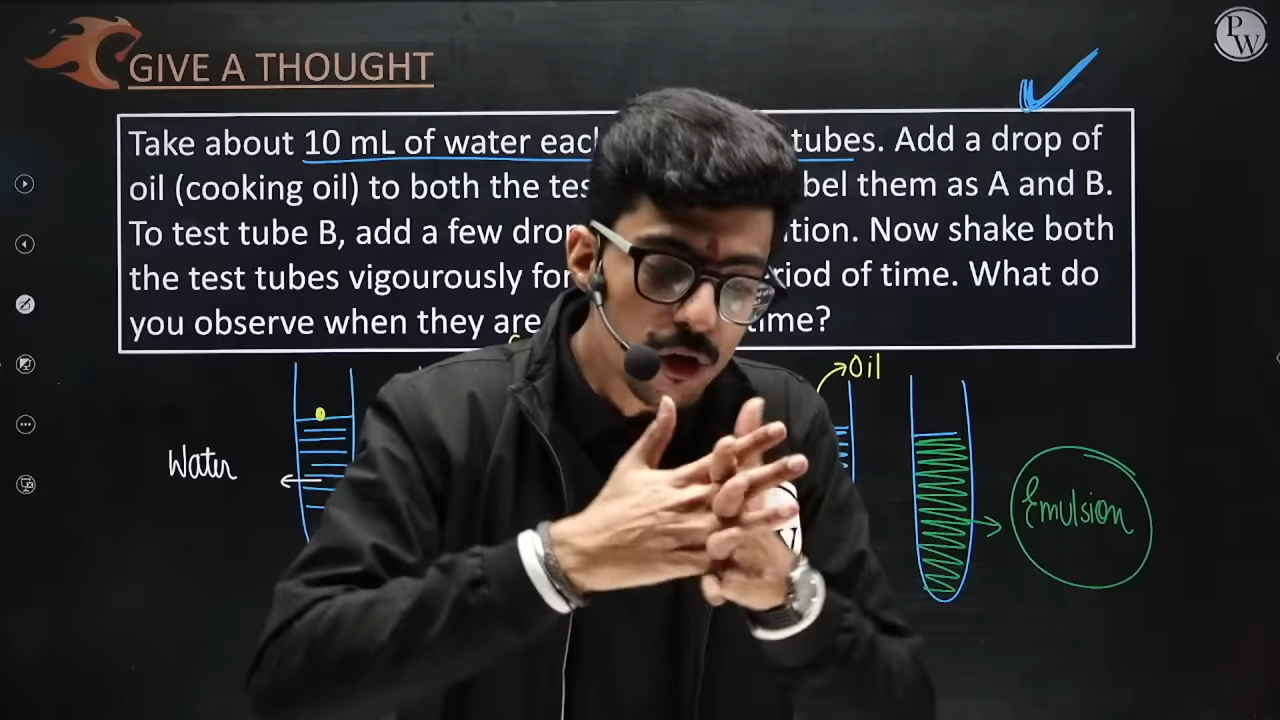 PW
GIVE A THOUGHT
Take about 10 mL of water each tubes. Add a drop of
oil (cooking oil) to both the bel them as A and B.
To test tube B, add a few tion. Now shake both
the test tubes vigourously for riod of time. What do
you observe when they are time?
Oil
Water
Emulsion